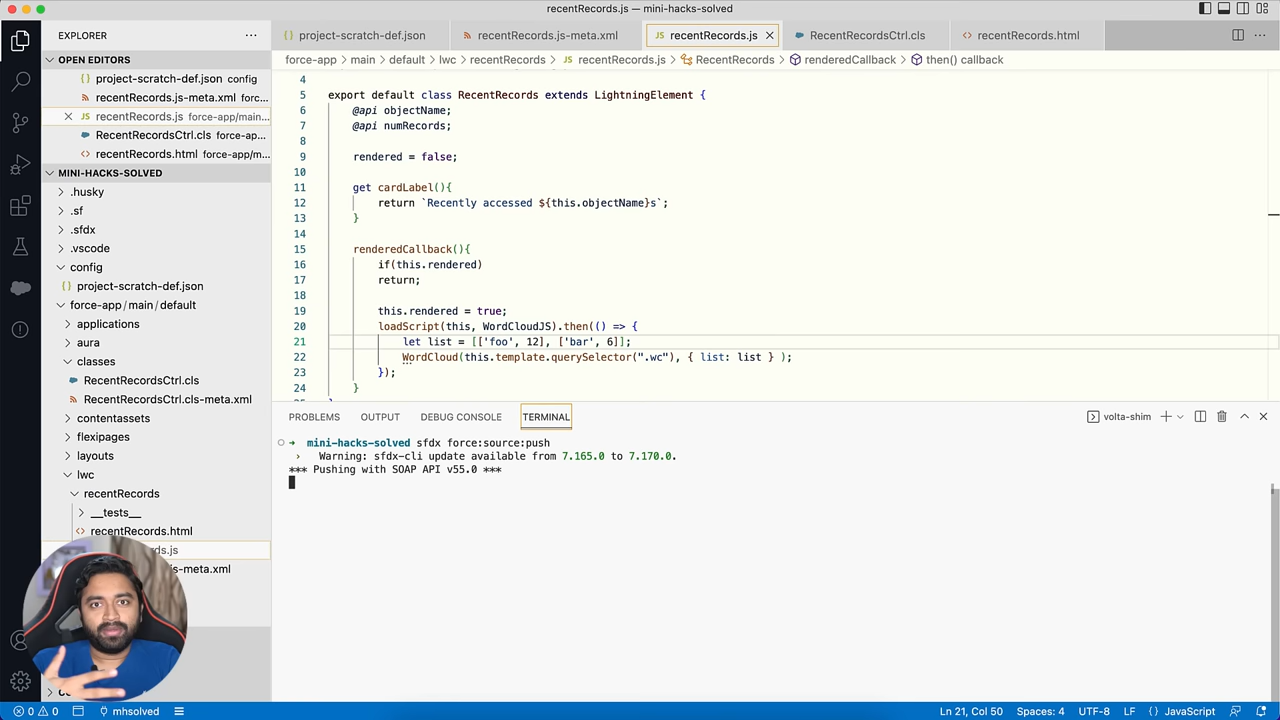 recentRecords.js — mini-hacks-solved
EXPLORER
project-scratch-def.json
recentRecords.js-meta.xml
recentRecords.js
RecentRecordsCtrl.cls
recentRecords.html
OPEN EDITORS
project-scratch-def.json config
recentRecords.js-meta.xml forc...
recentRecords.js force-app/main...
RecentRecordsCtrl.cls force-ap...
recentRecords.html force-app/m...
MINI-HACKS-SOLVED
.husky
.sf
.sfdx
.vscode
config
project-scratch-def.json
force-app/main/default
applications
aura
classes
RecentRecordsCtrl.cls
RecentRecordsCtrl.cls-meta.xml
contentassets
flexipages
layouts
lwc
recentRecords
__tests__
recentRecords.html
ds.js
s-meta.xml
force-app > main > default > lwc > recentRecords > JS recentRecords.js > RecentRecords > renderedCallback > then() callback
4
5 export default class RecentRecords extends LightningElement {
6 @api objectName;
7 @api numRecords;
8
9 rendered = false;
10
11 get cardLabel(){
12 return `Recently accessed ${this.objectName}s`;
13 }
14
15 renderedCallback(){
16 if(this.rendered)
17 return;
18
19 this.rendered = true;
20 loadScript(this, WordCloudJS).then(() => {
21 let list = [['foo', 12], ['bar', 6]];
22 WordCloud(this.template.querySelector(".wc"), { list: list } );
23 });
24 }
PROBLEMS OUTPUT DEBUG CONSOLE TERMINAL
volta-shim
→ mini-hacks-solved sfdx force:source:push
› Warning: sfdx-cli update available from 7.165.0 to 7.170.0.
*** Pushing with SOAP API v55.0 ***
0 0 mhsolved
Ln 21, Col 50 Spaces: 4 UTF-8 LF {} JavaScript